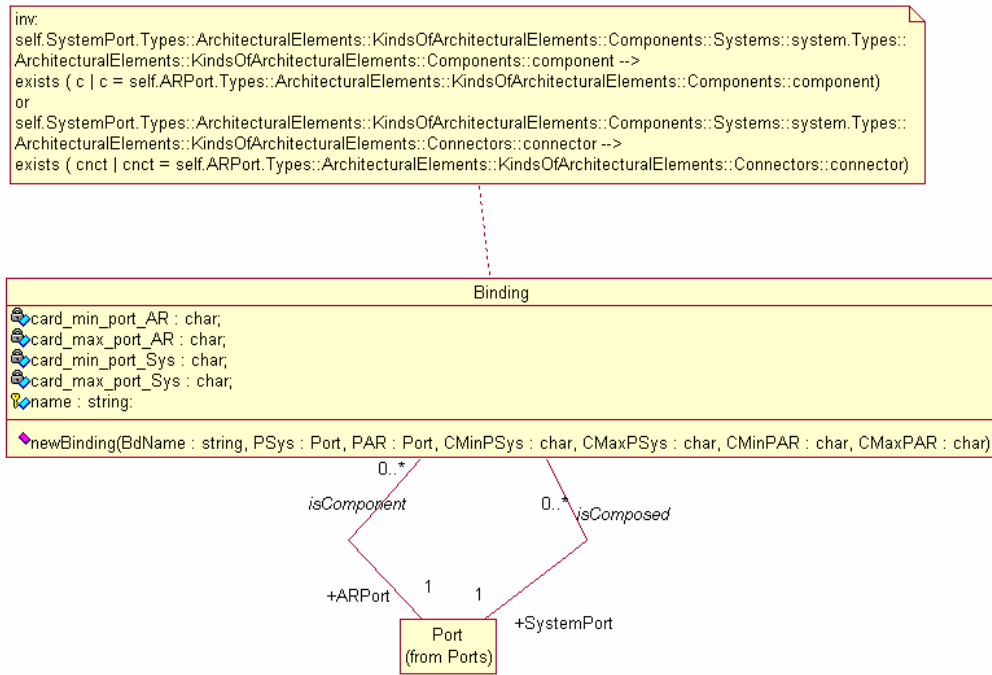 inv:
self.SystemPort.Types::ArchitecturalElements::KindsOfArchitecturalElements::Components::Systems::system.Types::
ArchitecturalElements::KindsOfArchitecturalElements::Components::component -->
exists ( c | c = self.ARPort.Types::ArchitecturalElements::KindsOfArchitecturalElements::Components::component)
or
self.SystemPort.Types::ArchitecturalElements::KindsOfArchitecturalElements::Components::Systems::system.Types::
ArchitecturalElements::KindsOfArchitecturalElements::Connectors::connector -->
exists ( cnct | cnct = self.ARPort.Types::ArchitecturalElements::KindsOfArchitecturalElements::Connectors::connector)
Binding
card_min_port_AR : char;
card_max_port_AR : char;
card_min_port_Sys : char;
card_max_port_Sys : char;
name : string:
newBinding(BdName : string, PSys : Port, PAR : Port, CMinPSys : char, CMaxPSys : char, CMinPAR : char, CMaxPAR : char)
0..*
isComponent
0..*
isComposed
+ARPort
1
1
+SystemPort
Port
(from Ports)